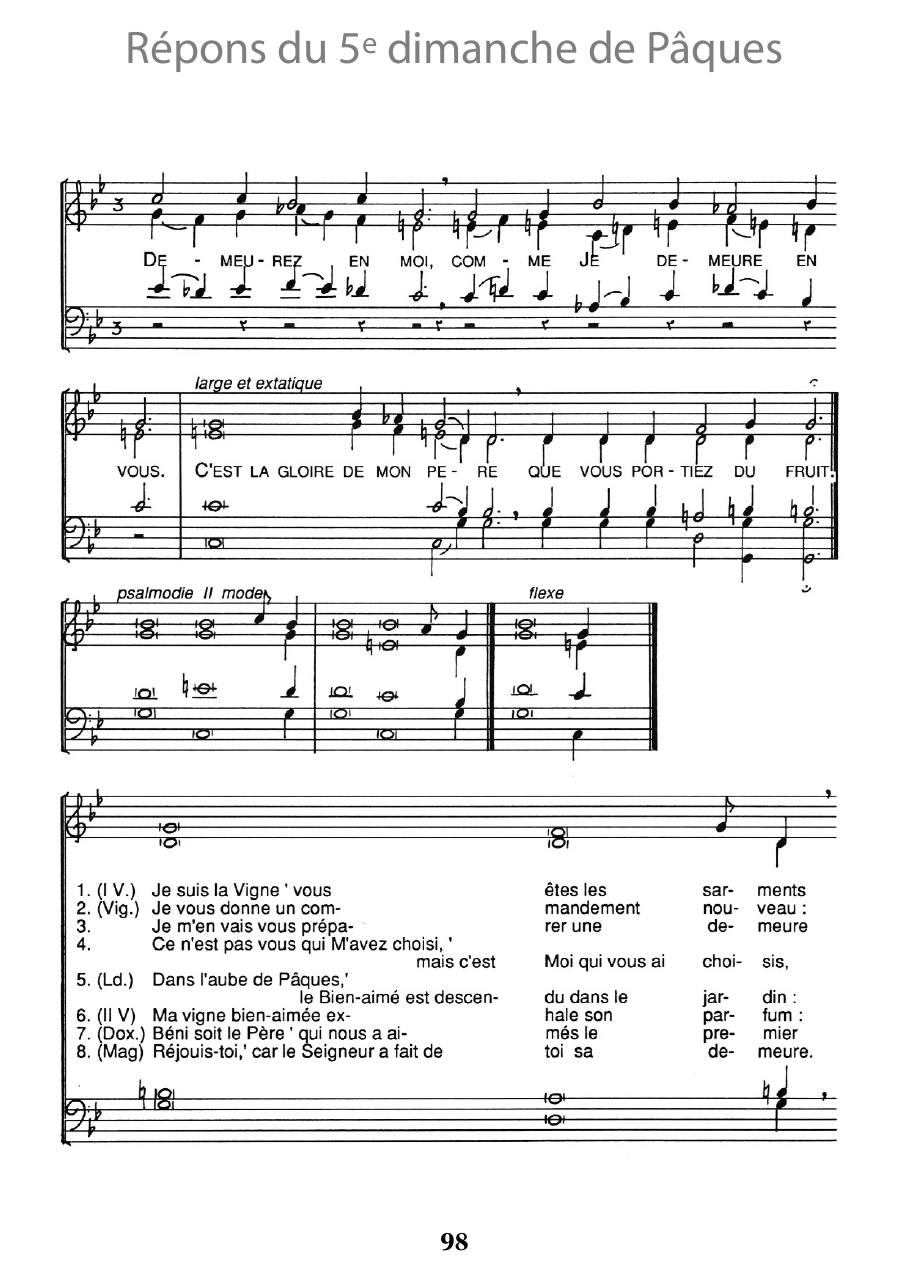 Répons du 5e dimanche de Pâques
DE - MEU-REZ EN MOI, COM - ME JE DE- MEURE EN
large et extatique
VOUS. C'EST LA GLOIRE DE MON PE - RE QUE VOUS POR-TIEZ DU FRUIT.
psalmodie II mode
flexe
1. (I V.) Je suis la Vigne ' vous êtes les sar- ments
2. (Vig.) Je vous donne un com- mandement nou- veau :
3. Je m'en vais vous prépa- rer une de- meure
4. Ce n'est pas vous qui M'avez choisi, '
mais c'est Moi qui vous ai choi- sis,
5. (Ld.) Dans l'aube de Pâques,'
le Bien-aimé est descen- du dans le jar- din :
6. (II V) Ma vigne bien-aimée ex- hale son par- fum :
7. (Dox.) Béni soit le Père ' qui nous a ai- més le pre- mier
8. (Mag) Réjouis-toi,' car le Seigneur a fait de toi sa de- meure.
98